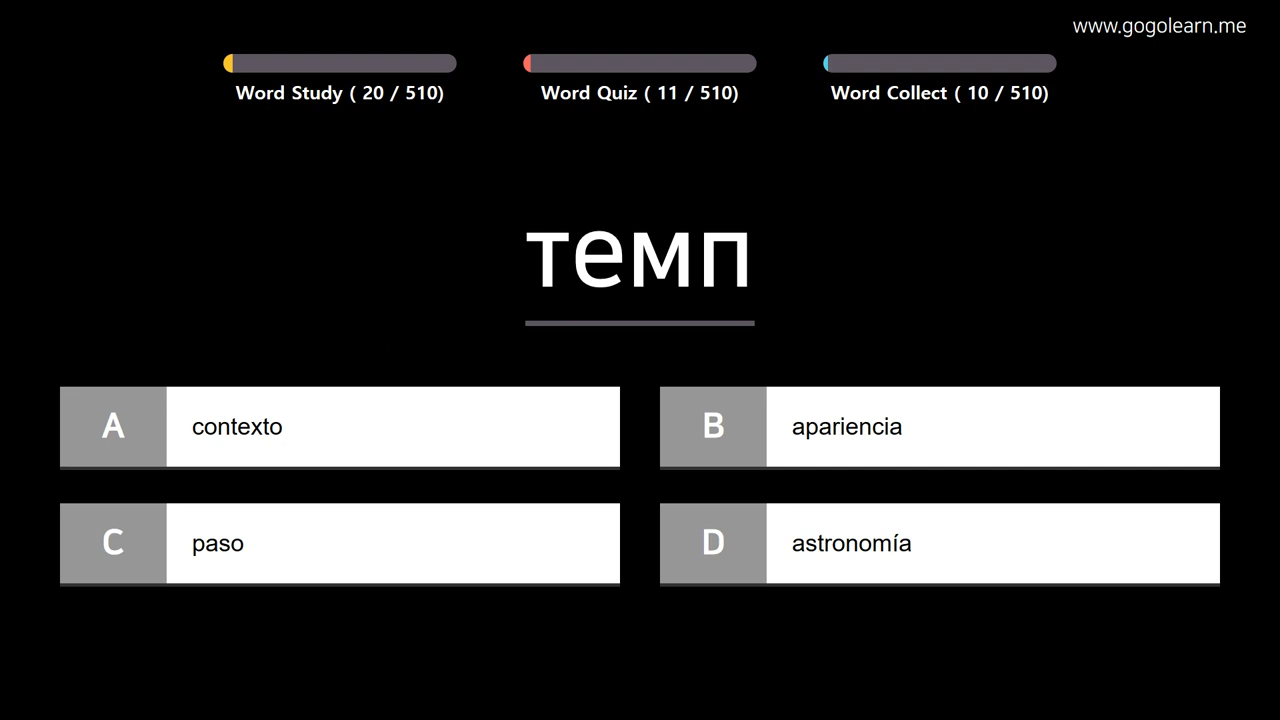 www.gogolearn.me
Word Study ( 20 / 510)
Word Quiz ( 11 / 510)
Word Collect ( 10 / 510)
темп
A contexto
B apariencia
C paso
D astronomía